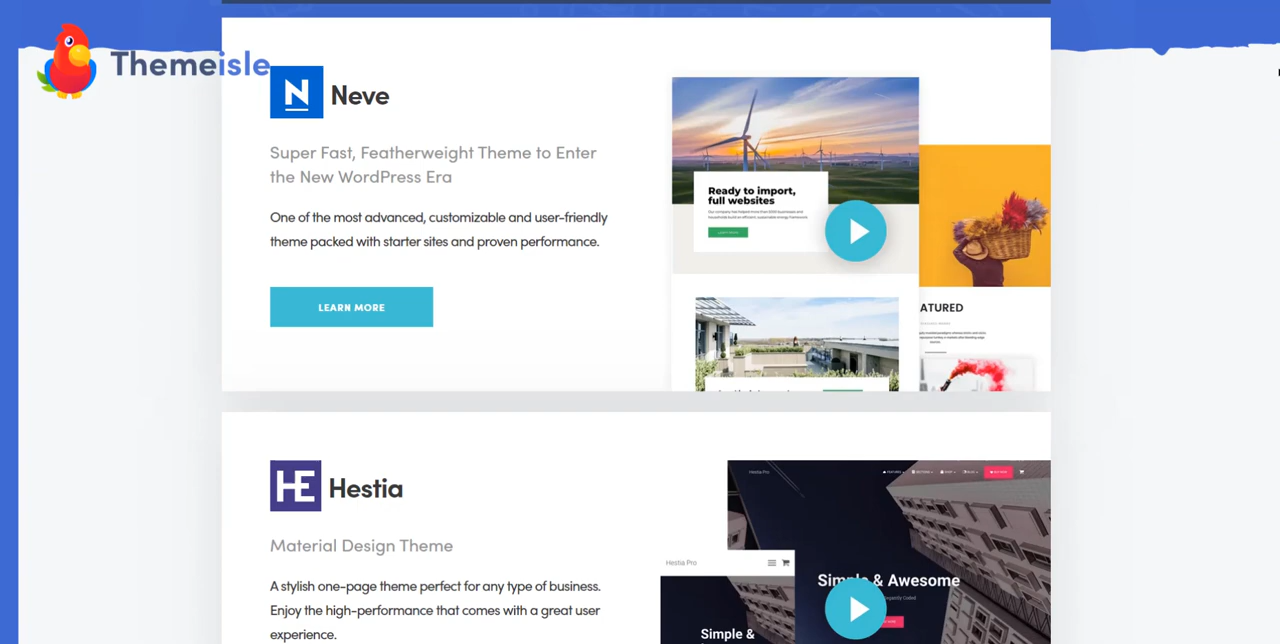 Themeisle
N
Neve
Super Fast, Featherweight Theme to Enter
the New WordPress Era
One of the most advanced, customizable and user-friendly
theme packed with starter sites and proven performance.
LEARN MORE
Ready to import,
full websites
ATURED
HE
Hestia
Material Design Theme
A stylish one-page theme perfect for any type of business.
Enjoy the high-performance that comes with a great user
experience.
Hestia Pro
Hestia Pro
Simple & Awesome
Simple &